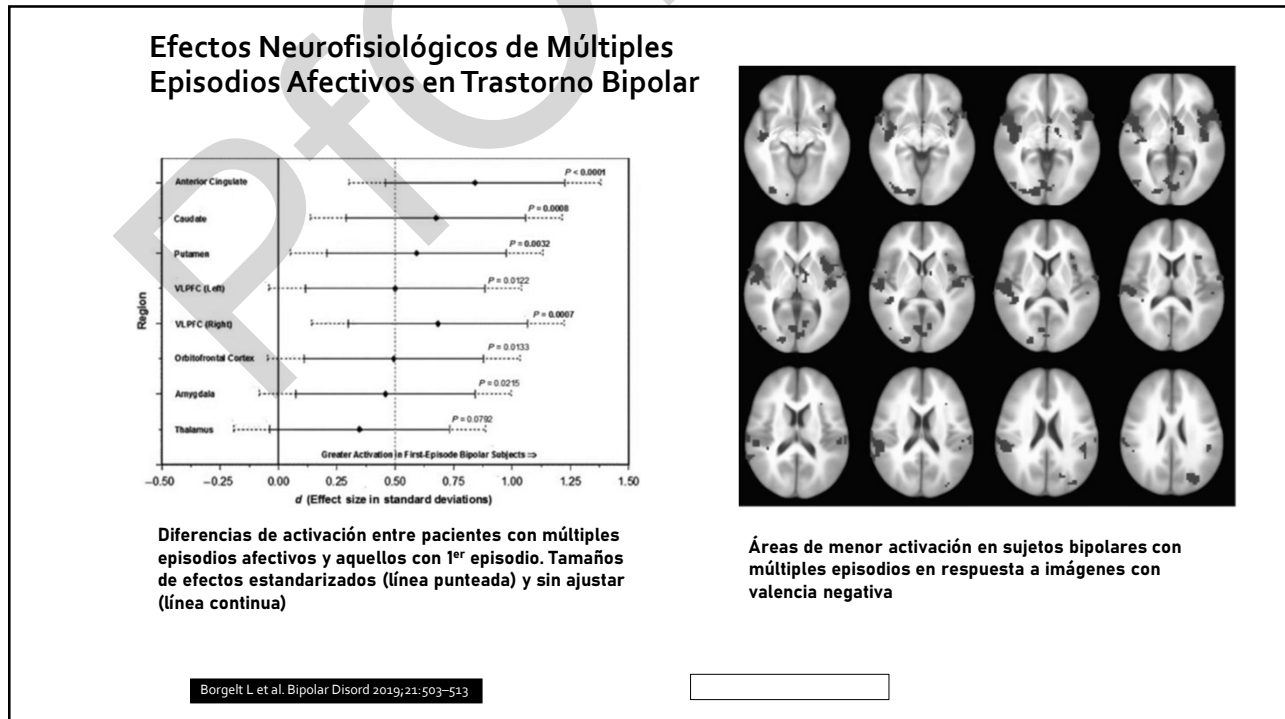 Efectos Neurofisiológicos de Múltiples
Episodios Afectivos en Trastorno Bipolar
Region
Anterior Cingulate
P < 0.0001
Caudate
P = 0.0008
Putamen
P = 0.0032
VLPFC (Left)
P = 0.0122
VLPFC (Right)
P = 0.0007
Orbitofrontal Cortex
P = 0.0133
Amygdala
P = 0.0215
Thalamus
P = 0.0792
Greater Activation in First-Episode Bipolar Subjects =>
−0.50 −0.25 0.00 0.25 0.50 0.75 1.00 1.25 1.50
d (Effect size in standard deviations)
Diferencias de activación entre pacientes con múltiples
episodios afectivos y aquellos con 1er episodio. Tamaños
de efectos estandarizados (línea punteada) y sin ajustar
(línea continua)
Áreas de menor activación en sujetos bipolares con
múltiples episodios en respuesta a imágenes con
valencia negativa
Borgelt L et al. Bipolar Disord 2019;21:503–513